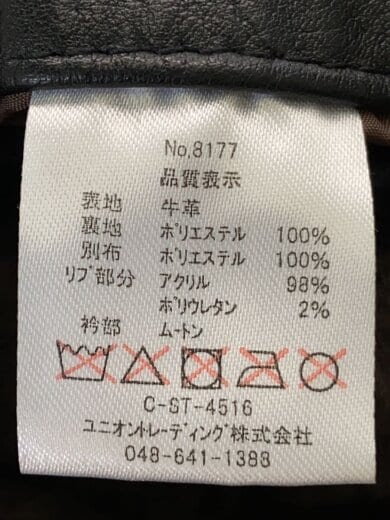 No.8177
品質表示
表地 牛革
裏地 ポリエステル 100%
別布 ポリエステル 100%
リブ部分 アクリル 98%
ポリウレタン 2%
衿部 ムートン
C-ST-4516
ユニオントレーディング株式会社
048-641-1388